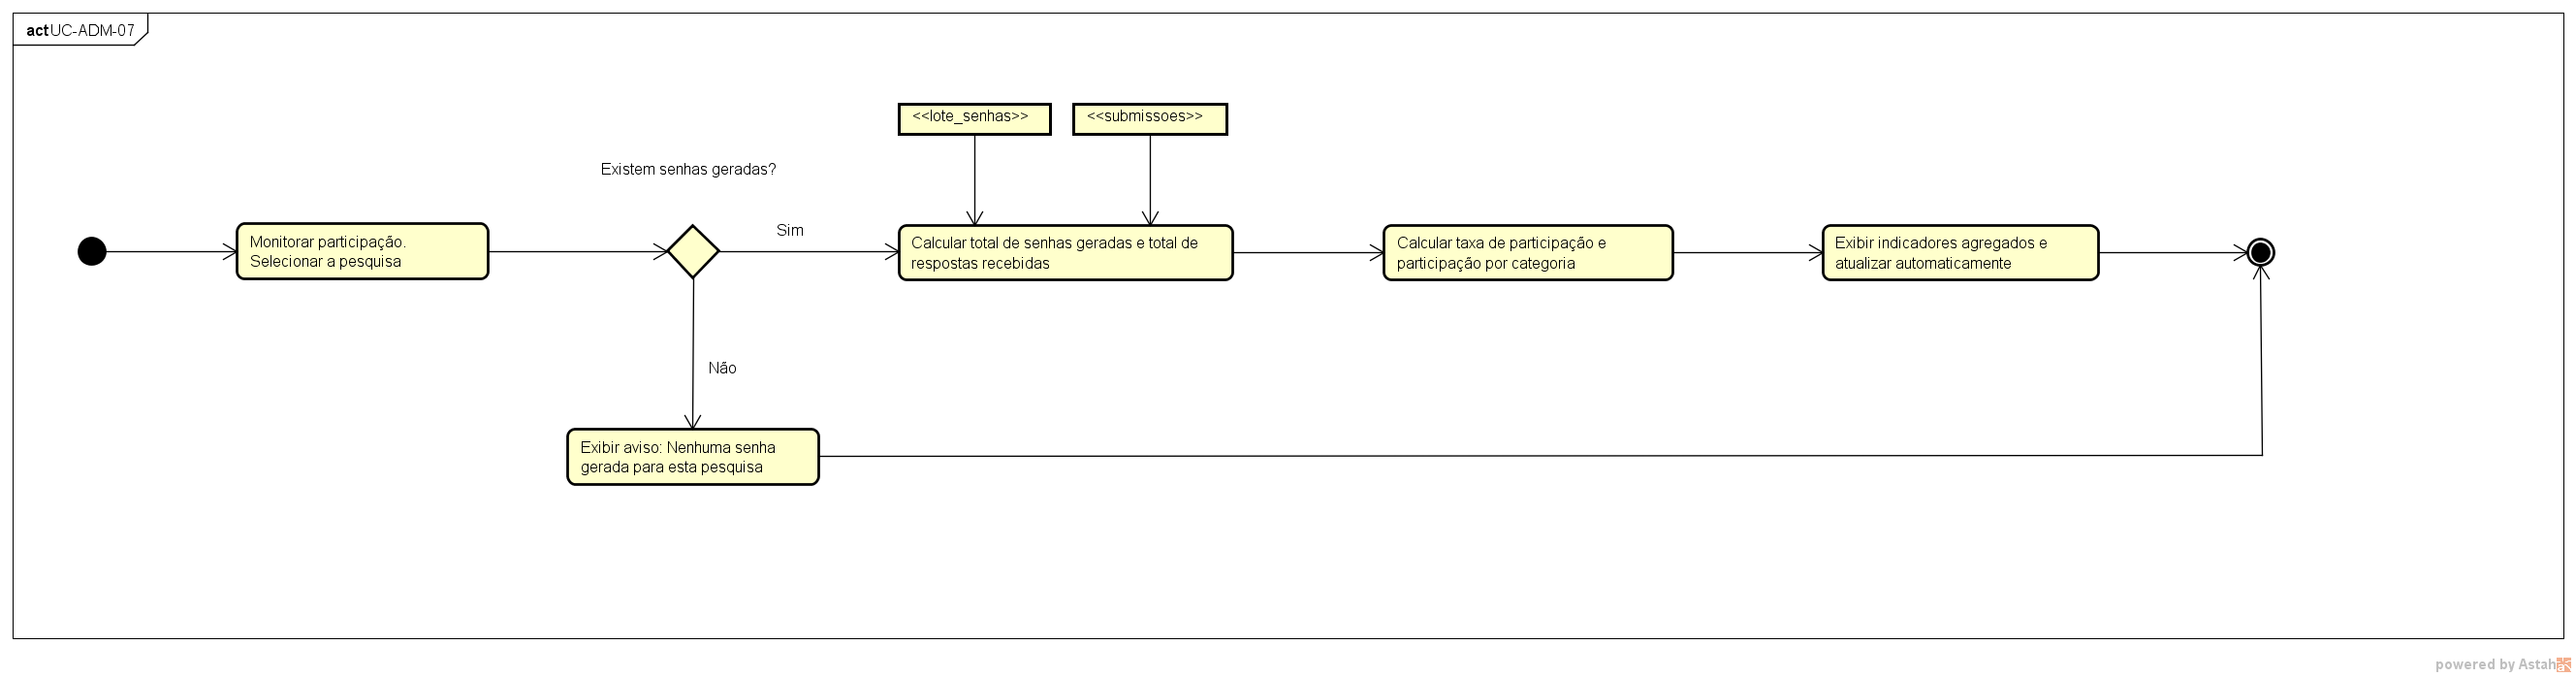 act UC-ADM-07
<<lote_senhas>>
<<submissoes>>
Existem senhas geradas?
Monitorar participação.
Selecionar a pesquisa
Sim
Calcular total de senhas geradas e total de
respostas recebidas
Calcular taxa de participação e
participação por categoria
Exibir indicadores agregados e
atualizar automaticamente
Não
Exibir aviso: Nenhuma senha
gerada para esta pesquisa
powered by Astah